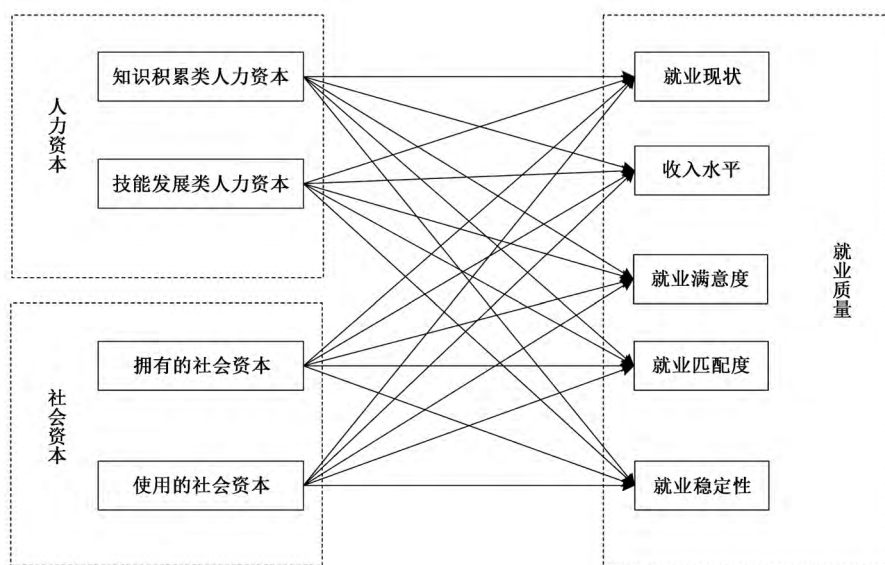 人力资本
知识积累类人力资本
技能发展类人力资本
社会资本
拥有的社会资本
使用的社会资本
就业现状
收入水平
就业满意度
就业匹配度
就业稳定性
就业质量